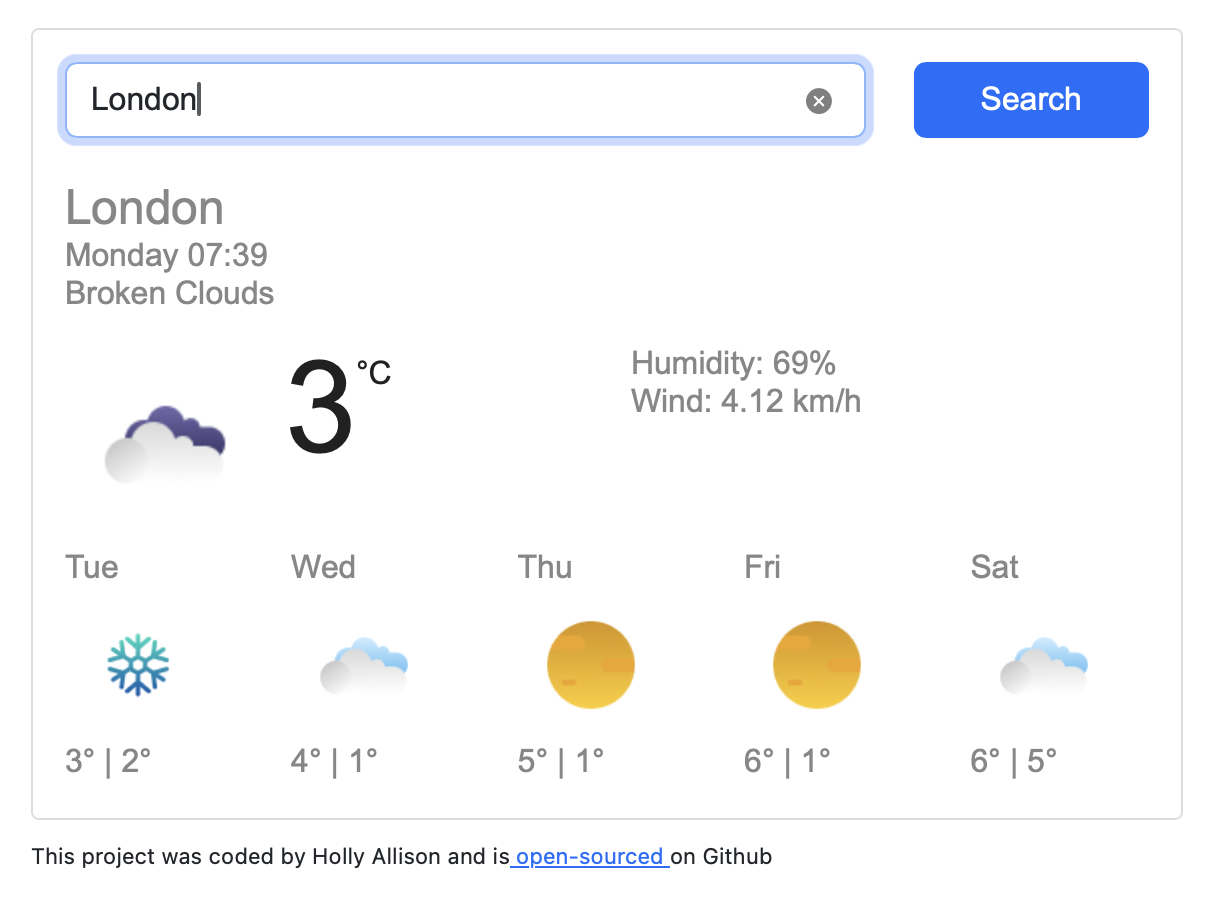 London
Search
London
Monday 07:39
Broken Clouds
3 °C
Humidity: 69%
Wind: 4.12 km/h
Tue Wed Thu Fri Sat
3° | 2° 4° | 1° 5° | 1° 6° | 1° 6° | 5°
This project was coded by Holly Allison and is open-sourced on Github